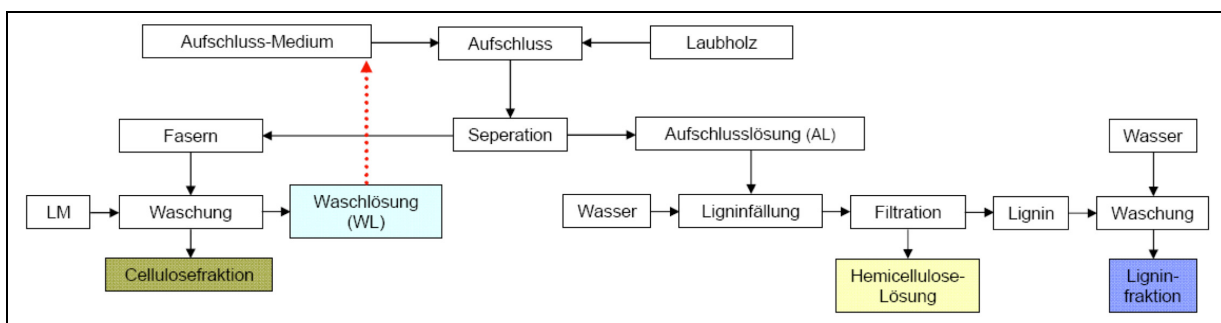 Aufschluss-Medium
Aufschluss
Laubholz
Fasern
Seperation
Aufschlusslösung (AL)
Wasser
LM
Waschung
Waschlösung
(WL)
Wasser
Ligninfällung
Filtration
Lignin
Waschung
Cellulosefraktion
Hemicellulose-
Lösung
Lignin-
fraktion